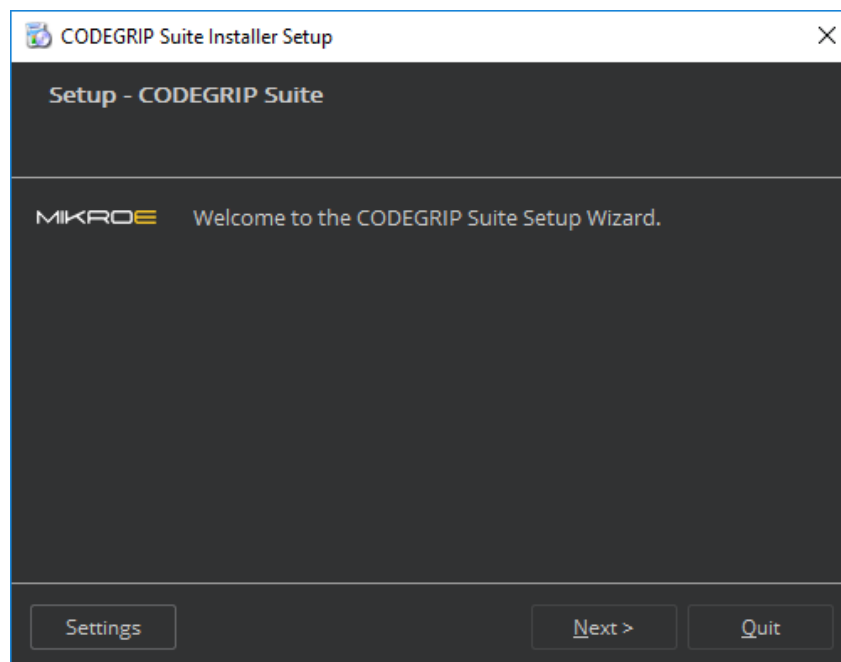 CODEGRIP Suite Installer Setup
Setup - CODEGRIP Suite
MIKROE Welcome to the CODEGRIP Suite Setup Wizard.
Settings Next > Quit